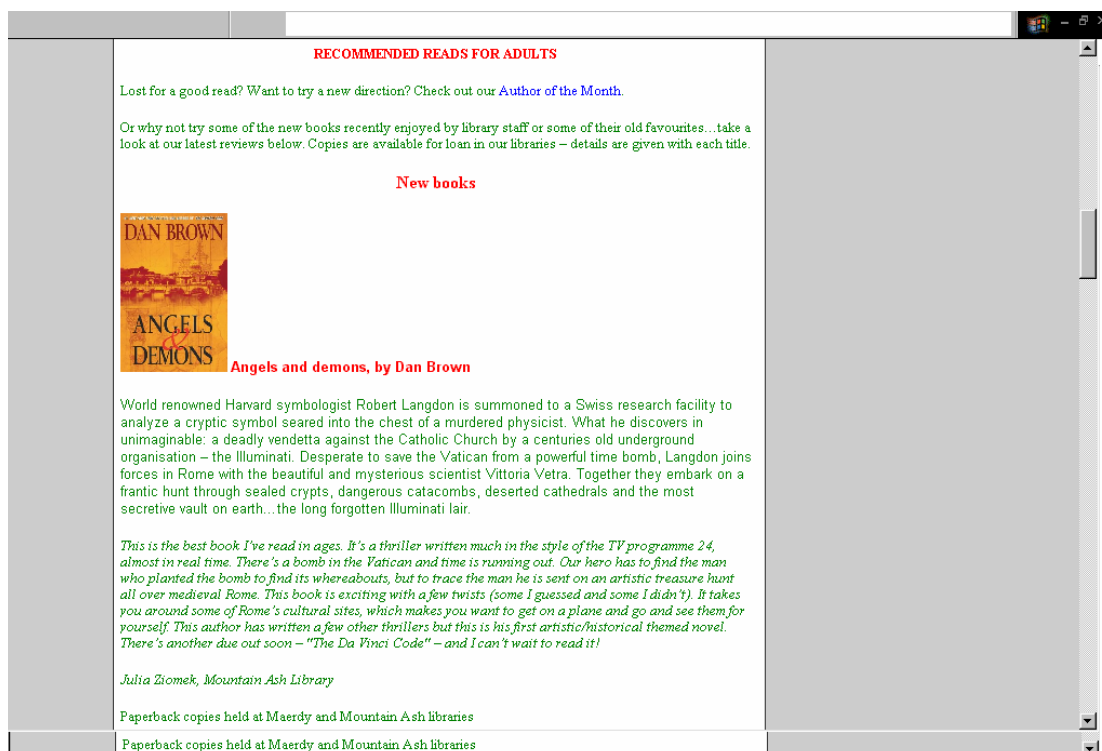 RECOMMENDED READS FOR ADULTS
Lost for a good read? Want to try a new direction? Check out our Author of the Month.
Or why not try some of the new books recently enjoyed by library staff or some of their old favourites...take a
look at our latest reviews below. Copies are available for loan in our libraries – details are given with each title.
New books
DAN BROWN
ANGELS
&
DEMONS
Angels and demons, by Dan Brown
World renowned Harvard symbologist Robert Langdon is summoned to a Swiss research facility to
analyze a cryptic symbol seared into the chest of a murdered physicist. What he discovers in
unimaginable: a deadly vendetta against the Catholic Church by a centuries old underground
organisation – the Illuminati. Desperate to save the Vatican from a powerful time bomb, Langdon joins
forces in Rome with the beautiful and mysterious scientist Vittoria Vetra. Together they embark on a
frantic hunt through sealed crypts, dangerous catacombs, deserted cathedrals and the most
secretive vault on earth...the long forgotten Illuminati lair.
This is the best book I've read in ages. It's a thriller written much in the style of the TV programme 24,
almost in real time. There's a bomb in the Vatican and time is running out. Our hero has to find the man
who planted the bomb to find its whereabouts, but to trace the man he is sent on an artistic treasure hunt
all over medieval Rome. This book is exciting with a few twists (some I guessed and some I didn't). It takes
you around some of Rome's cultural sites, which makes you want to get on a plane and go and see them for
yourself. This author has written a few other thrillers but this is his first artistic/historical themed novel.
There's another due out soon – "The Da Vinci Code" – and I can't wait to read it!
Julia Ziomek, Mountain Ash Library
Paperback copies held at Maerdy and Mountain Ash libraries
Paperback copies held at Maerdy and Mountain Ash libraries